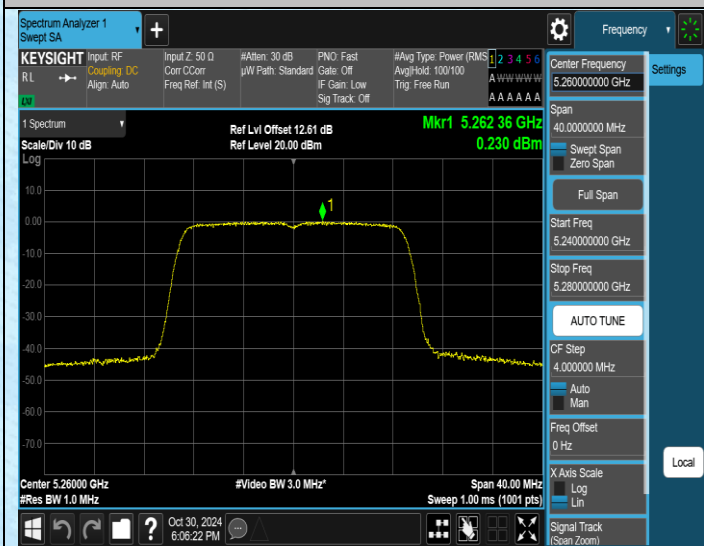 Spectrum Analyzer 1
Swept SA
+
Frequency
KEYSIGHT
RL
LXI
Input: RF
Coupling: DC
Align: Auto
Input Z: 50 Ω
Corr CCorr
Freq Ref: Int (S)
#Atten: 30 dB
µW Path: Standard
PNO: Fast
Gate: Off
IF Gain: Low
Sig Track: Off
#Avg Type: Power (RMS
Avg|Hold: 100/100
Trig: Free Run
1 2 3 4 5 6
A W W W W W
A A A A A A
1 Spectrum
Scale/Div 10 dB
Log
Ref Lvl Offset 12.61 dB
Ref Level 20.00 dBm
Mkr1 5.262 36 GHz
0.230 dBm
10.0
0.00
-10.0
-20.0
-30.0
-40.0
-50.0
-60.0
-70.0
1
Center 5.26000 GHz
#Res BW 1.0 MHz
#Video BW 3.0 MHz*
Span 40.00 MHz
Sweep 1.00 ms (1001 pts)
Center Frequency
5.260000000 GHz
Settings
Span
40.0000000 MHz
Swept Span
Zero Span
Full Span
Start Freq
5.240000000 GHz
Stop Freq
5.280000000 GHz
AUTO TUNE
CF Step
4.000000 MHz
Auto
Man
Freq Offset
0 Hz
X Axis Scale
Log
Lin
Local
Signal Track
(Span Zoom)
?
Oct 30, 2024
6:06:22 PM